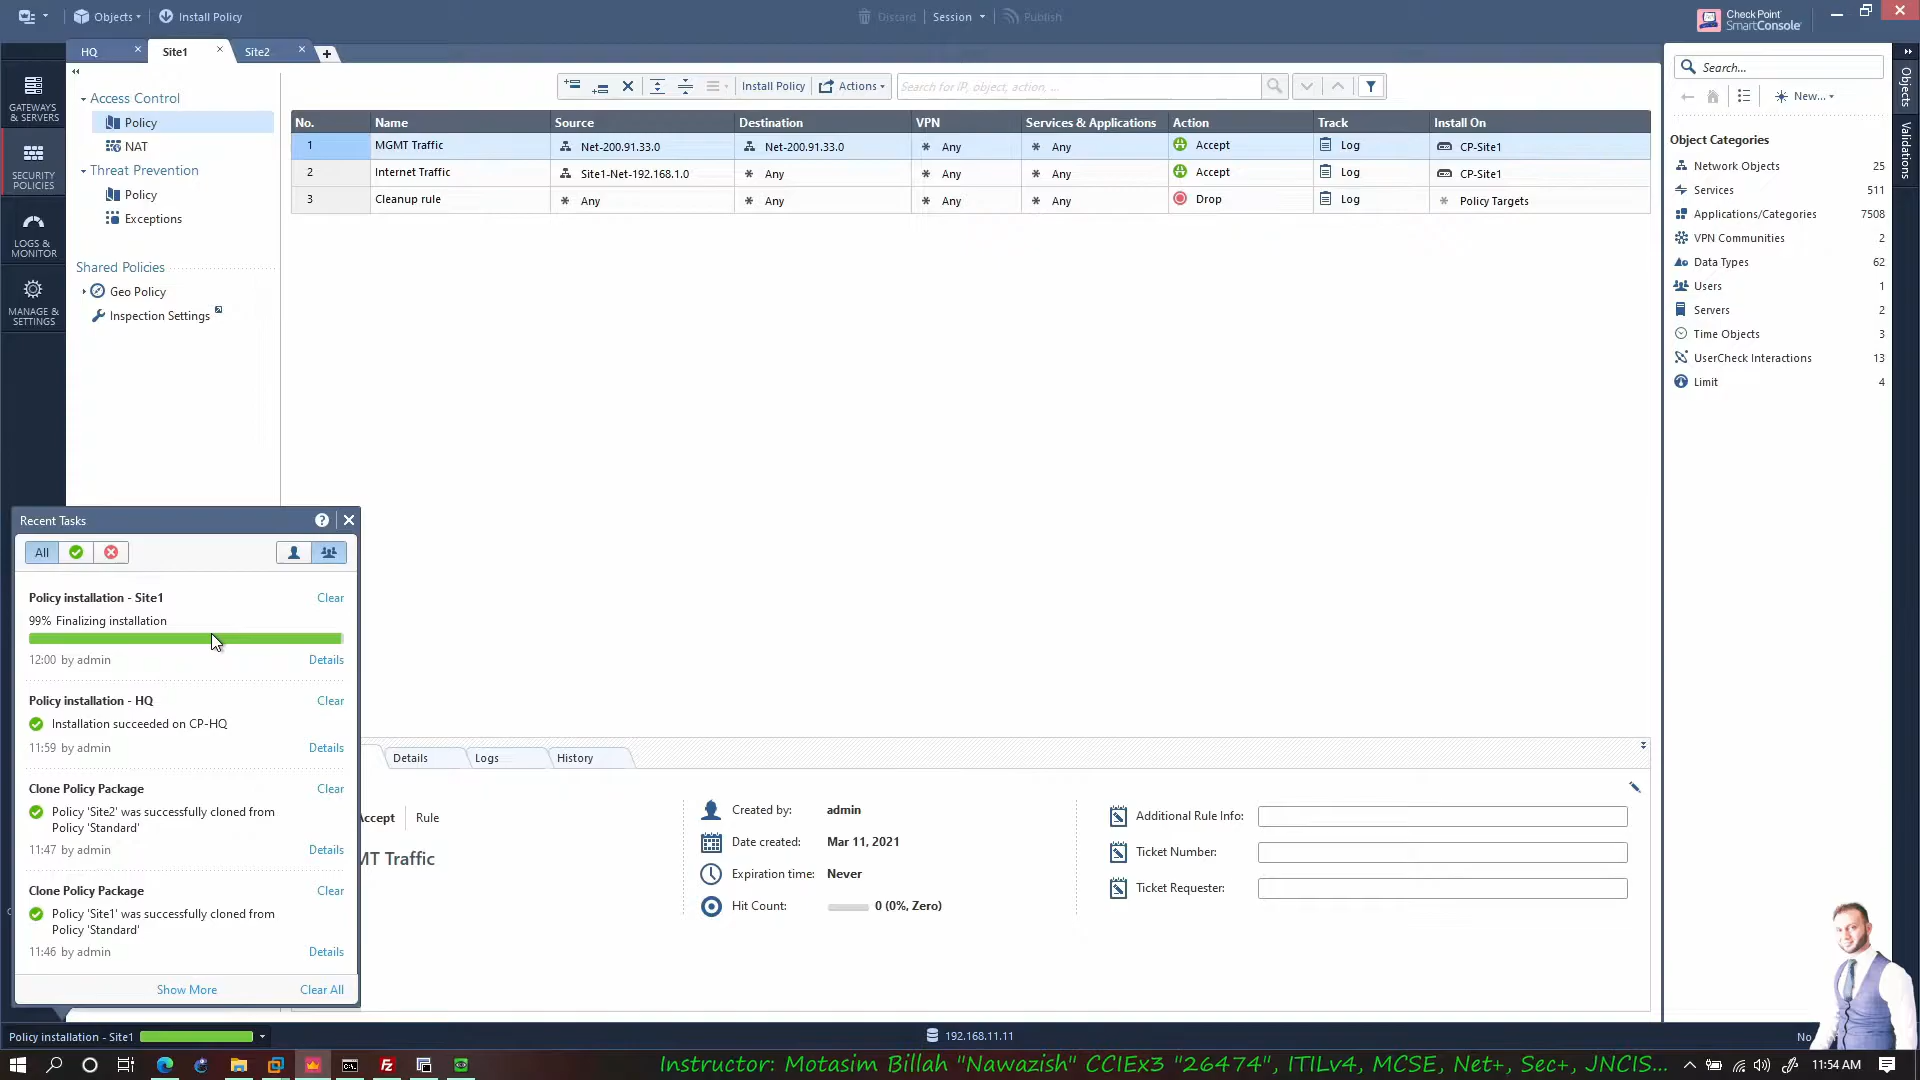 Objects
Install Policy
Discard
Session
Publish
Check Point
SmartConsole
HQ
Site1
Site2
GATEWAYS
& SERVERS
SECURITY
POLICIES
LOGS &
MONITOR
MANAGE &
SETTINGS
Access Control
Policy
NAT
Threat Prevention
Policy
Exceptions
Shared Policies
Geo Policy
Inspection Settings
Install Policy
Actions
Search for IP, object, action, ...
No. Name Source Destination VPN Services & Applications Action Track Install On
1 MGMT Traffic Net-200.91.33.0 Net-200.91.33.0 * Any * Any Accept Log CP-Site1
2 Internet Traffic Site1-Net-192.168.1.0 * Any * Any * Any Accept Log CP-Site1
3 Cleanup rule * Any * Any * Any * Any Drop Log * Policy Targets
Search...
New...
Objects
Validations
Object Categories
Network Objects 25
Services 511
Applications/Categories 7508
VPN Communities 2
Data Types 62
Users 1
Servers 2
Time Objects 3
UserCheck Interactions 13
Limit 4
Recent Tasks
All
Policy installation - Site1 Clear
99% Finalizing installation
12:00 by admin Details
Policy installation - HQ Clear
Installation succeeded on CP-HQ
11:59 by admin Details
Clone Policy Package Clear
Policy 'Site2' was successfully cloned from
Policy 'Standard'
11:47 by admin Details
Clone Policy Package Clear
Policy 'Site1' was successfully cloned from
Policy 'Standard'
11:46 by admin Details
Show More Clear All
Details
Logs
History
Accept
Rule
MT Traffic
Created by: admin
Date created: Mar 11, 2021
Expiration time: Never
Hit Count: 0 (0%, Zero)
Additional Rule Info:
Ticket Number:
Ticket Requester:
Policy installation - Site1
192.168.11.11
No
Instructor: Motasim Billah "Nawazish" CCIEx3 "26474", ITILv4, MCSE, Net+, Sec+, JNCIS...
11:54 AM